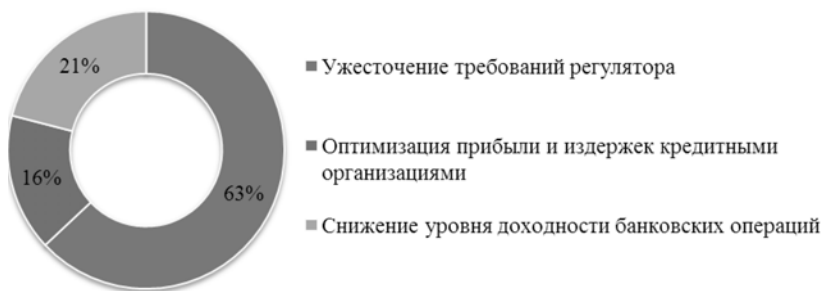 21%
16%
63%
Ужесточение требований регулятора
Оптимизация прибыли и издержек кредитными
организациями
Снижение уровня доходности банковских операций